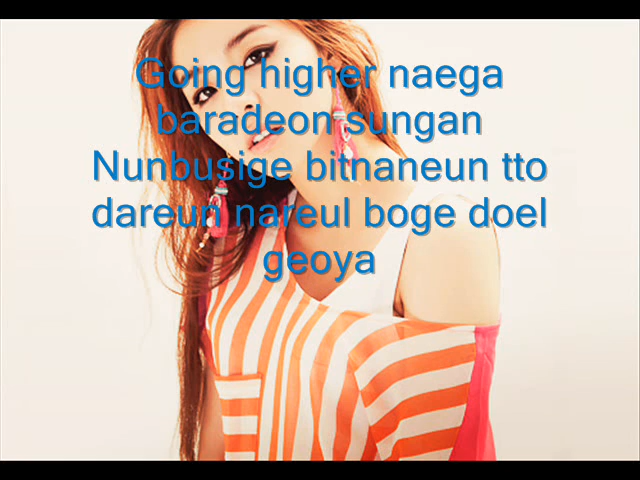 Going higher naega
baradeon sungan
Nunbusige bitnaneun tto
dareun nareul boge doel
geoya